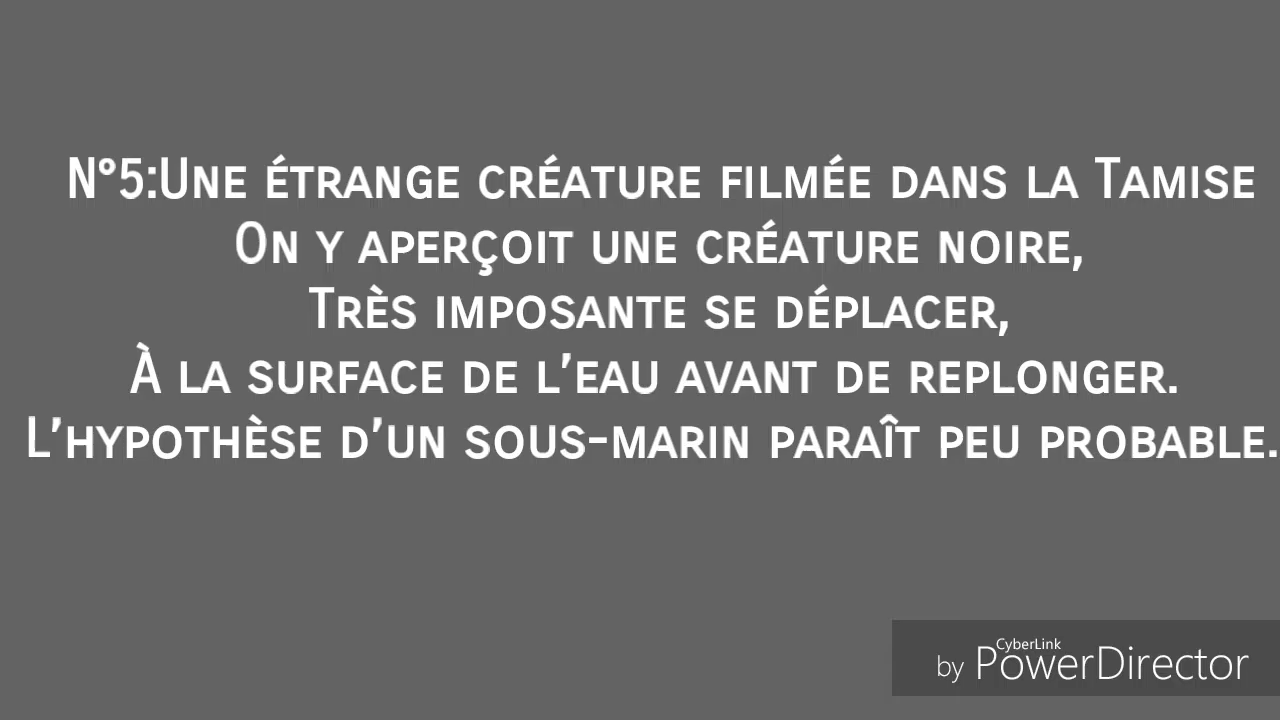 N°5:Une étrange créature filmée dans la Tamise
On y aperçoit une créature noire,
Très imposante se déplacer,
À la surface de l'eau avant de replonger.
L'hypothèse d'un sous-marin paraît peu probable.
CyberLink
by PowerDirector